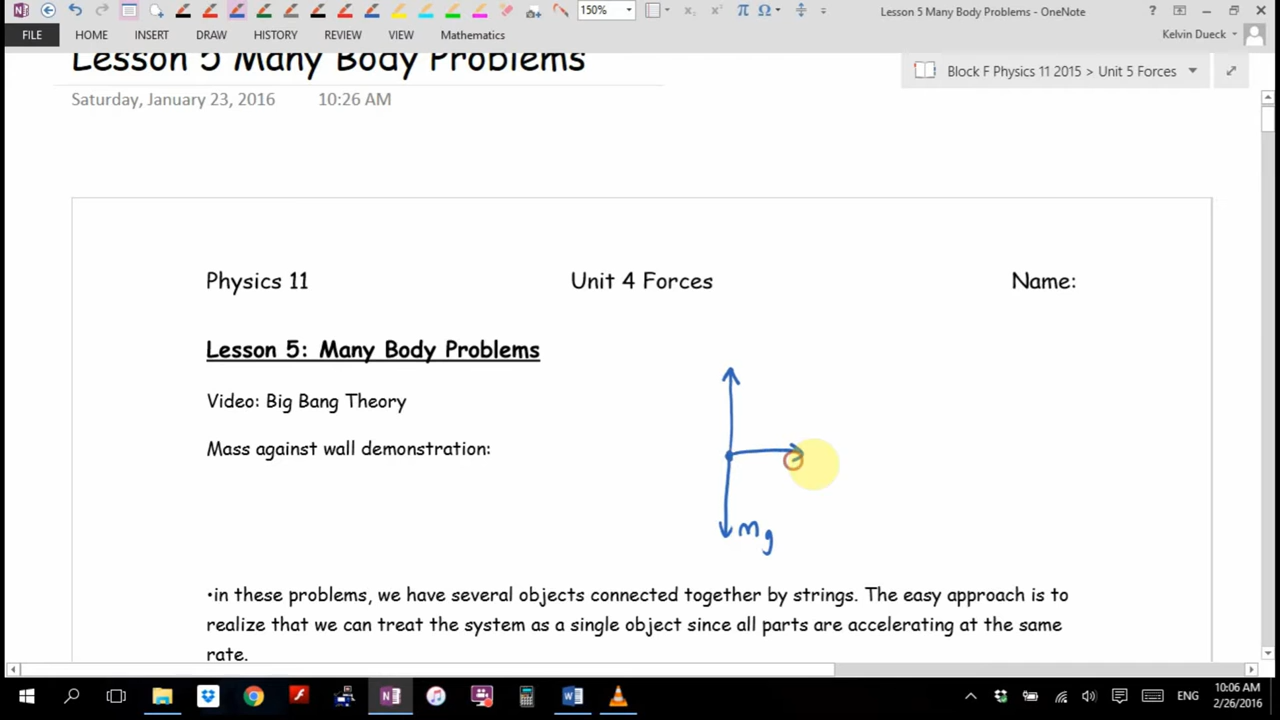 150%
Lesson 5 Many Body Problems - OneNote
FILE HOME INSERT DRAW HISTORY REVIEW VIEW Mathematics
Kelvin Dueck
Lesson 5 Many Body Problems
Block F Physics 11 2015 > Unit 5 Forces
Saturday, January 23, 2016 10:26 AM
Physics 11 Unit 4 Forces Name:
Lesson 5: Many Body Problems
Video: Big Bang Theory
Mass against wall demonstration:
mg
•in these problems, we have several objects connected together by strings. The easy approach is to
realize that we can treat the system as a single object since all parts are accelerating at the same
rate.
ENG
10:06 AM
2/26/2016